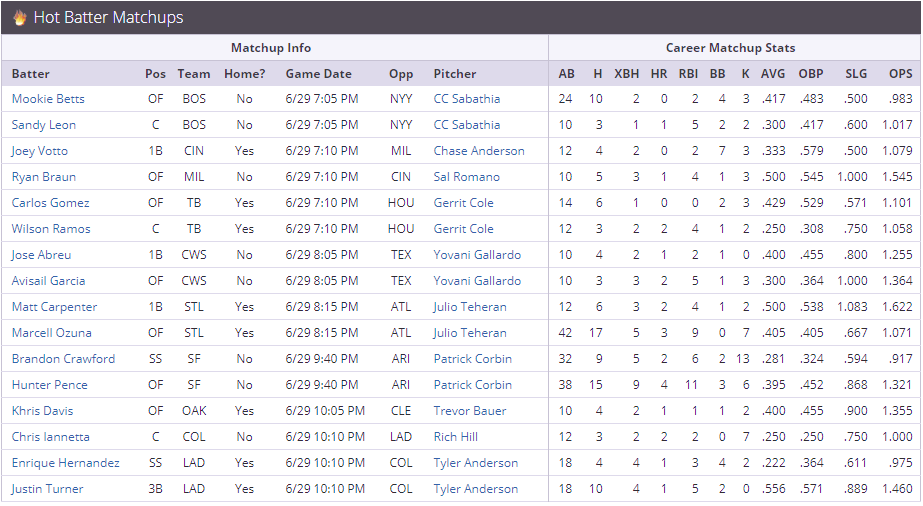 Hot Batter Matchups
Matchup Info Career Matchup Stats
Batter Pos Team Home? Game Date Opp Pitcher AB H XBH HR RBI BB K AVG OBP SLG OPS
Mookie Betts OF BOS No 6/29 7:05 PM NYY CC Sabathia 24 10 2 0 2 4 3 .417 .483 .500 .983
Sandy Leon C BOS No 6/29 7:05 PM NYY CC Sabathia 10 3 1 1 5 2 2 .300 .417 .600 1.017
Joey Votto 1B CIN Yes 6/29 7:10 PM MIL Chase Anderson 12 4 2 0 2 7 3 .333 .579 .500 1.079
Ryan Braun OF MIL No 6/29 7:10 PM CIN Sal Romano 10 5 3 1 4 1 3 .500 .545 1.000 1.545
Carlos Gomez OF TB Yes 6/29 7:10 PM HOU Gerrit Cole 14 6 1 0 0 2 3 .429 .529 .571 1.101
Wilson Ramos C TB Yes 6/29 7:10 PM HOU Gerrit Cole 12 3 2 2 4 1 2 .250 .308 .750 1.058
Jose Abreu 1B CWS No 6/29 8:05 PM TEX Yovani Gallardo 10 4 2 1 2 1 0 .400 .455 .800 1.255
Avisail Garcia OF CWS No 6/29 8:05 PM TEX Yovani Gallardo 10 3 3 2 5 1 3 .300 .364 1.000 1.364
Matt Carpenter 1B STL Yes 6/29 8:15 PM ATL Julio Teheran 12 6 3 2 4 1 2 .500 .538 1.083 1.622
Marcell Ozuna OF STL Yes 6/29 8:15 PM ATL Julio Teheran 42 17 5 3 9 0 7 .405 .405 .667 1.071
Brandon Crawford SS SF No 6/29 9:40 PM ARI Patrick Corbin 32 9 5 2 6 2 13 .281 .324 .594 .917
Hunter Pence OF SF No 6/29 9:40 PM ARI Patrick Corbin 38 15 9 4 11 3 6 .395 .452 .868 1.321
Khris Davis OF OAK Yes 6/29 10:05 PM CLE Trevor Bauer 10 4 2 1 1 1 2 .400 .455 .900 1.355
Chris Iannetta C COL No 6/29 10:10 PM LAD Rich Hill 12 3 2 2 2 0 7 .250 .250 .750 1.000
Enrique Hernandez SS LAD Yes 6/29 10:10 PM COL Tyler Anderson 18 4 4 1 3 4 2 .222 .364 .611 .975
Justin Turner 3B LAD Yes 6/29 10:10 PM COL Tyler Anderson 18 10 4 1 5 2 0 .556 .571 .889 1.460